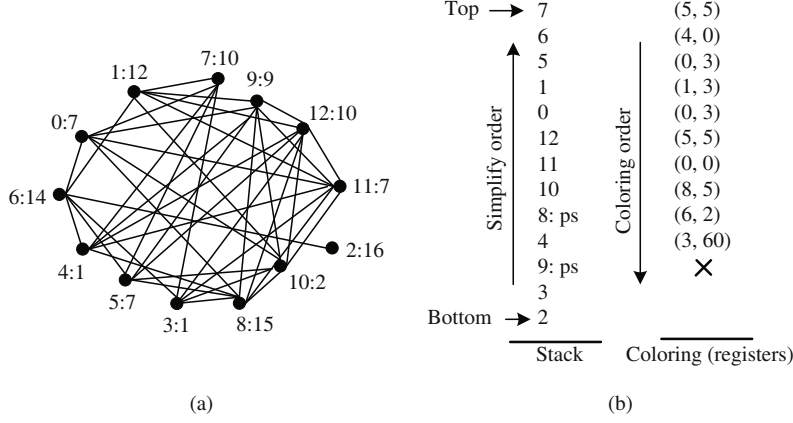 7:10
1:12
9:9
12:10
0:7
11:7
6:14
2:16
4:1
10:2
5:7
3:1
8:15
(a)
Top 7 (5, 5)
6 (4, 0)
5 (0, 3)
1 (1, 3)
0 (0, 3)
12 (5, 5)
11 (0, 0)
10 (8, 5)
8: ps (6, 2)
4 (3, 60)
9: ps
3
Bottom 2
Simplify order
Coloring order
Stack
Coloring (registers)
(b)